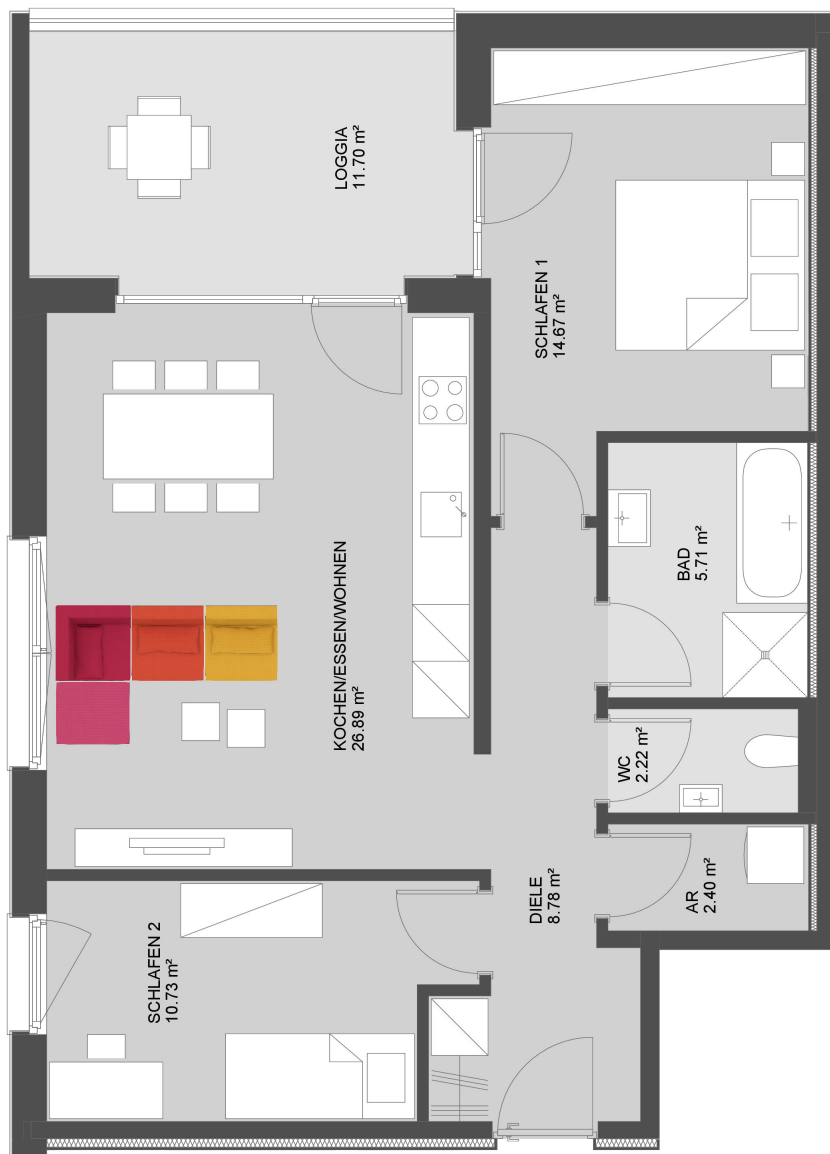 LOGGIA
11.70 m²
SCHLAFEN 1
14.67 m²
KOCHEN/ESSEN/WOHNEN
26.89 m²
BAD
5.71 m²
WC
2.22 m²
AR
2.40 m²
DIELE
8.78 m²
SCHLAFEN 2
10.73 m²